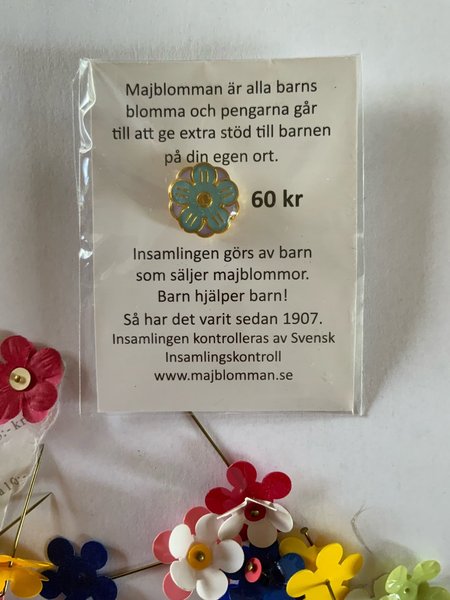 Majblomman är alla barns
blomma och pengarna går
till att ge extra stöd till barnen
på din egen ort.
60 kr
Insamlingen görs av barn
som säljer majblommor.
Barn hjälper barn!
Så har det varit sedan 1907.
Insamlingen kontrolleras av Svensk
Insamlingskontroll
www.majblomman.se